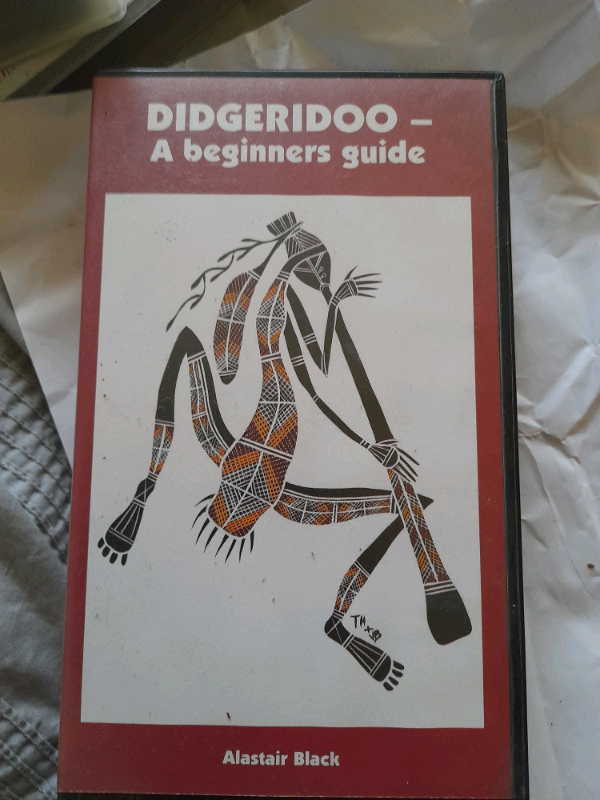 DIDGERIDOO –
A beginners guide
Alastair Black